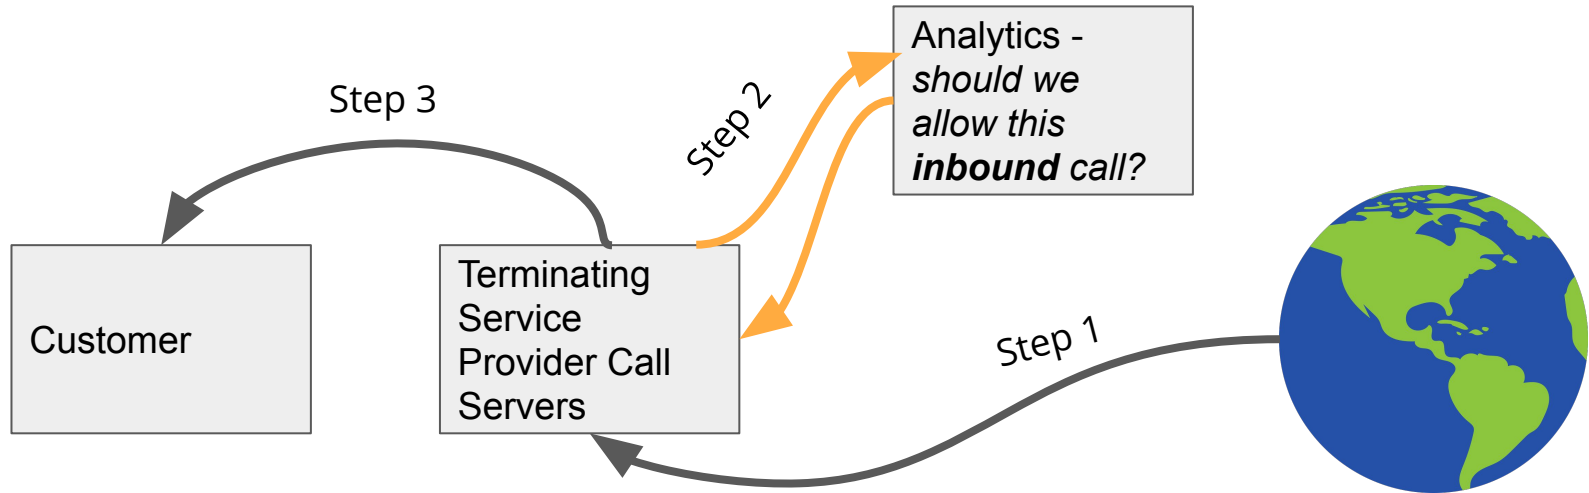 Analytics -
should we
allow this
inbound call?
Step 3
Step 2
Terminating
Service
Provider Call
Servers
Customer
Step 1